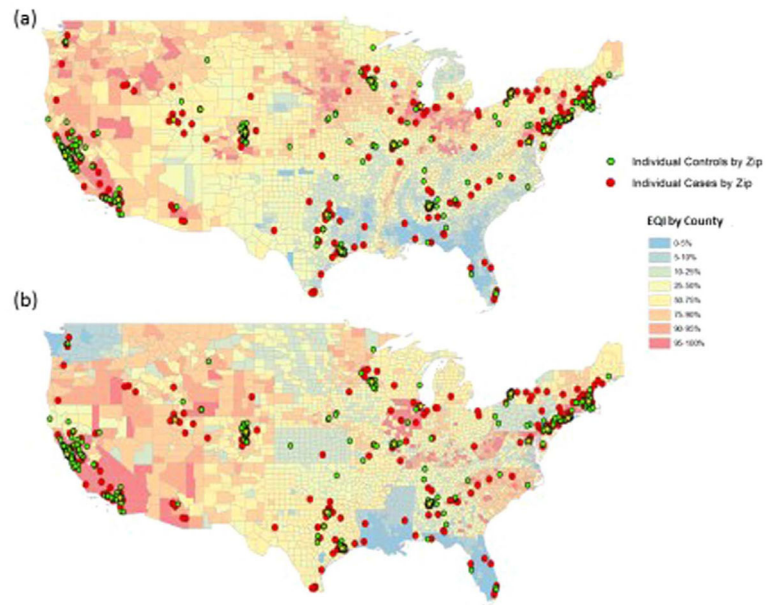 (a)
Individual Controls by Zip
Individual Cases by Zip
EQI by County
0-5%
5-10%
10-25%
25-50%
50-75%
75-90%
90-95%
95-100%
(b)